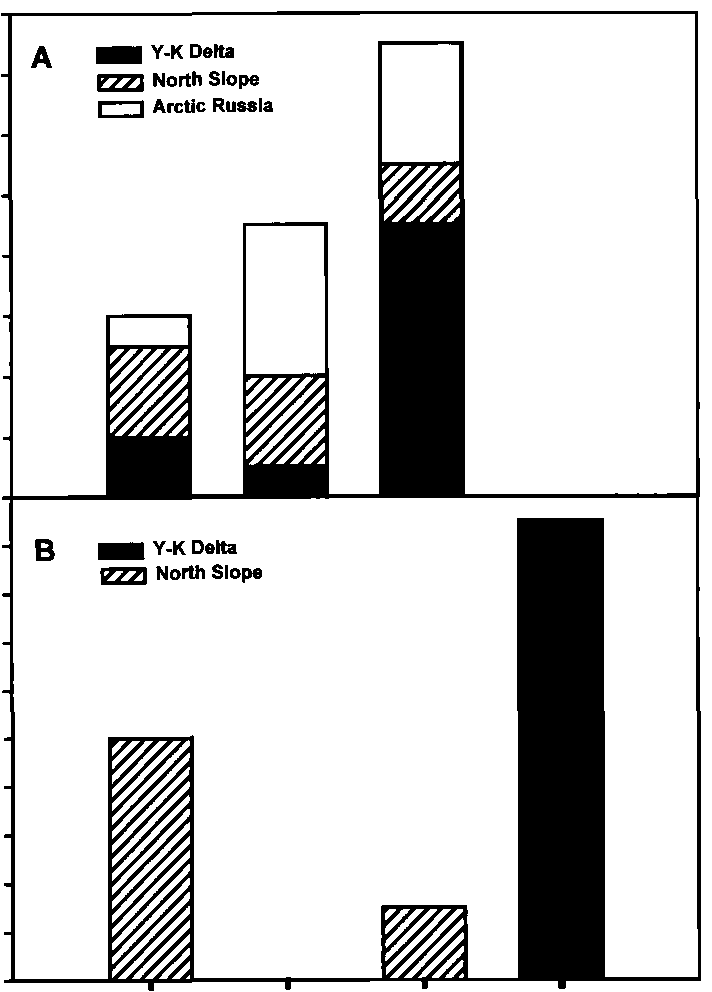 A
Y-K Delta
North Slope
Arctic Russia
B
Y-K Delta
North Slope